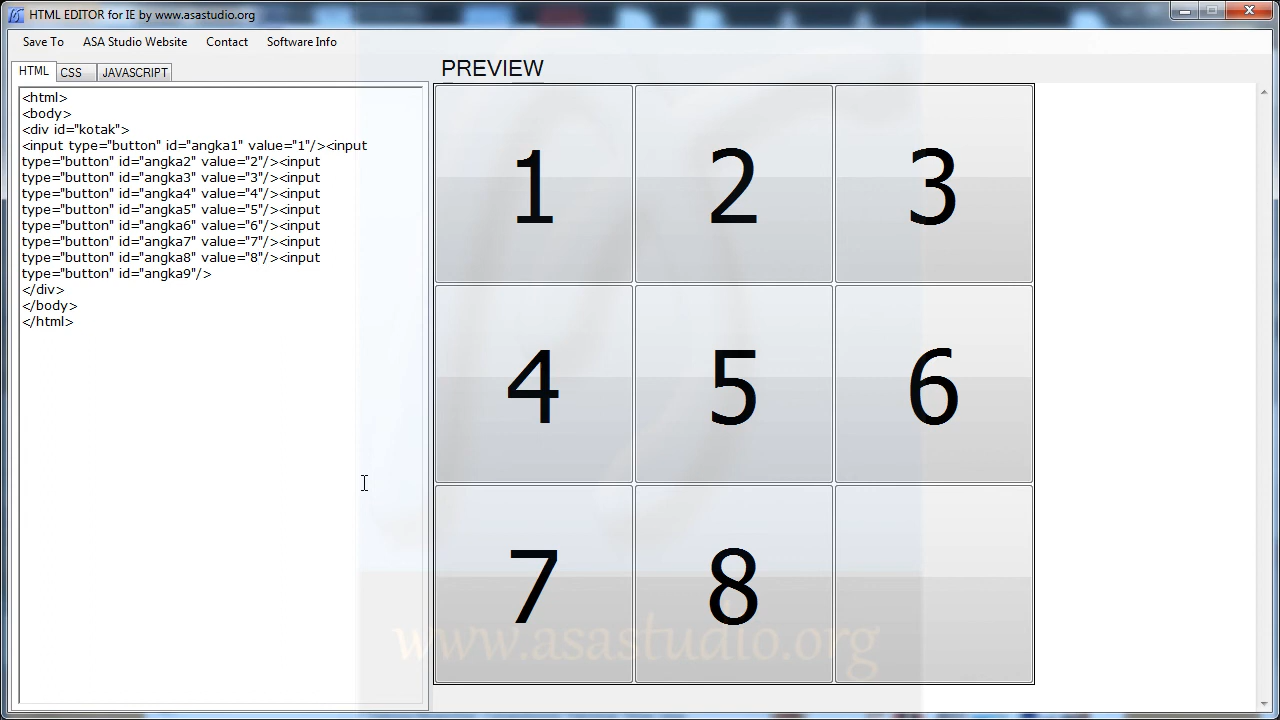 HTML EDITOR for IE by www.asastudio.org
Save To ASA Studio Website Contact Software Info
HTML CSS JAVASCRIPT
PREVIEW
<html>
<body>
<div id="kotak">
<input type="button" id="angka1" value="1"/><input
type="button" id="angka2" value="2"/><input
type="button" id="angka3" value="3"/><input
type="button" id="angka4" value="4"/><input
type="button" id="angka5" value="5"/><input
type="button" id="angka6" value="6"/><input
type="button" id="angka7" value="7"/><input
type="button" id="angka8" value="8"/><input
type="button" id="angka9"/>
</div>
</body>
</html>
1 2 3
4 5 6
7 8
www.asastudio.org